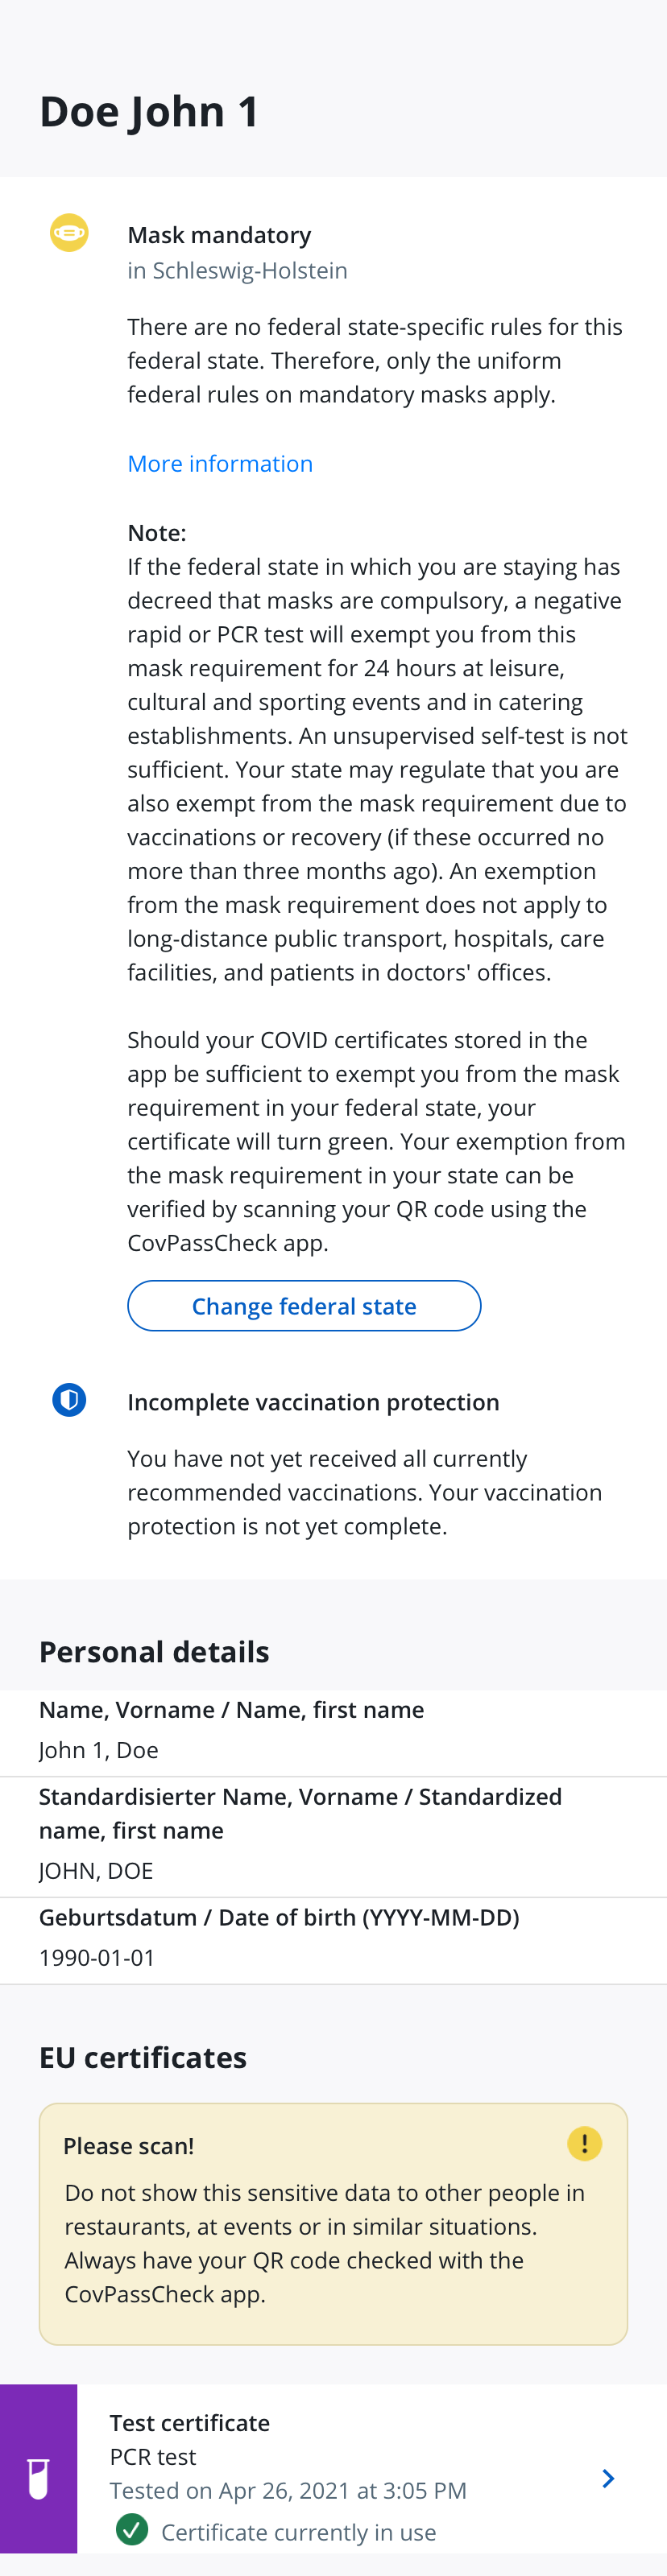 Doe John 1
Mask mandatory
in Schleswig-Holstein
There are no federal state-specific rules for this
federal state. Therefore, only the uniform
federal rules on mandatory masks apply.
More information
Note:
If the federal state in which you are staying has
decreed that masks are compulsory, a negative
rapid or PCR test will exempt you from this
mask requirement for 24 hours at leisure,
cultural and sporting events and in catering
establishments. An unsupervised self-test is not
sufficient. Your state may regulate that you are
also exempt from the mask requirement due to
vaccinations or recovery (if these occurred no
more than three months ago). An exemption
from the mask requirement does not apply to
long-distance public transport, hospitals, care
facilities, and patients in doctors' offices.
Should your COVID certificates stored in the
app be sufficient to exempt you from the mask
requirement in your federal state, your
certificate will turn green. Your exemption from
the mask requirement in your state can be
verified by scanning your QR code using the
CovPassCheck app.
Change federal state
Incomplete vaccination protection
You have not yet received all currently
recommended vaccinations. Your vaccination
protection is not yet complete.
Personal details
Name, Vorname / Name, first name
John 1, Doe
Standardisierter Name, Vorname / Standardized
name, first name
JOHN, DOE
Geburtsdatum / Date of birth (YYYY-MM-DD)
1990-01-01
EU certificates
Please scan!
Do not show this sensitive data to other people in
restaurants, at events or in similar situations.
Always have your QR code checked with the
CovPassCheck app.
Test certificate
PCR test
Tested on Apr 26, 2021 at 3:05 PM
Certificate currently in use